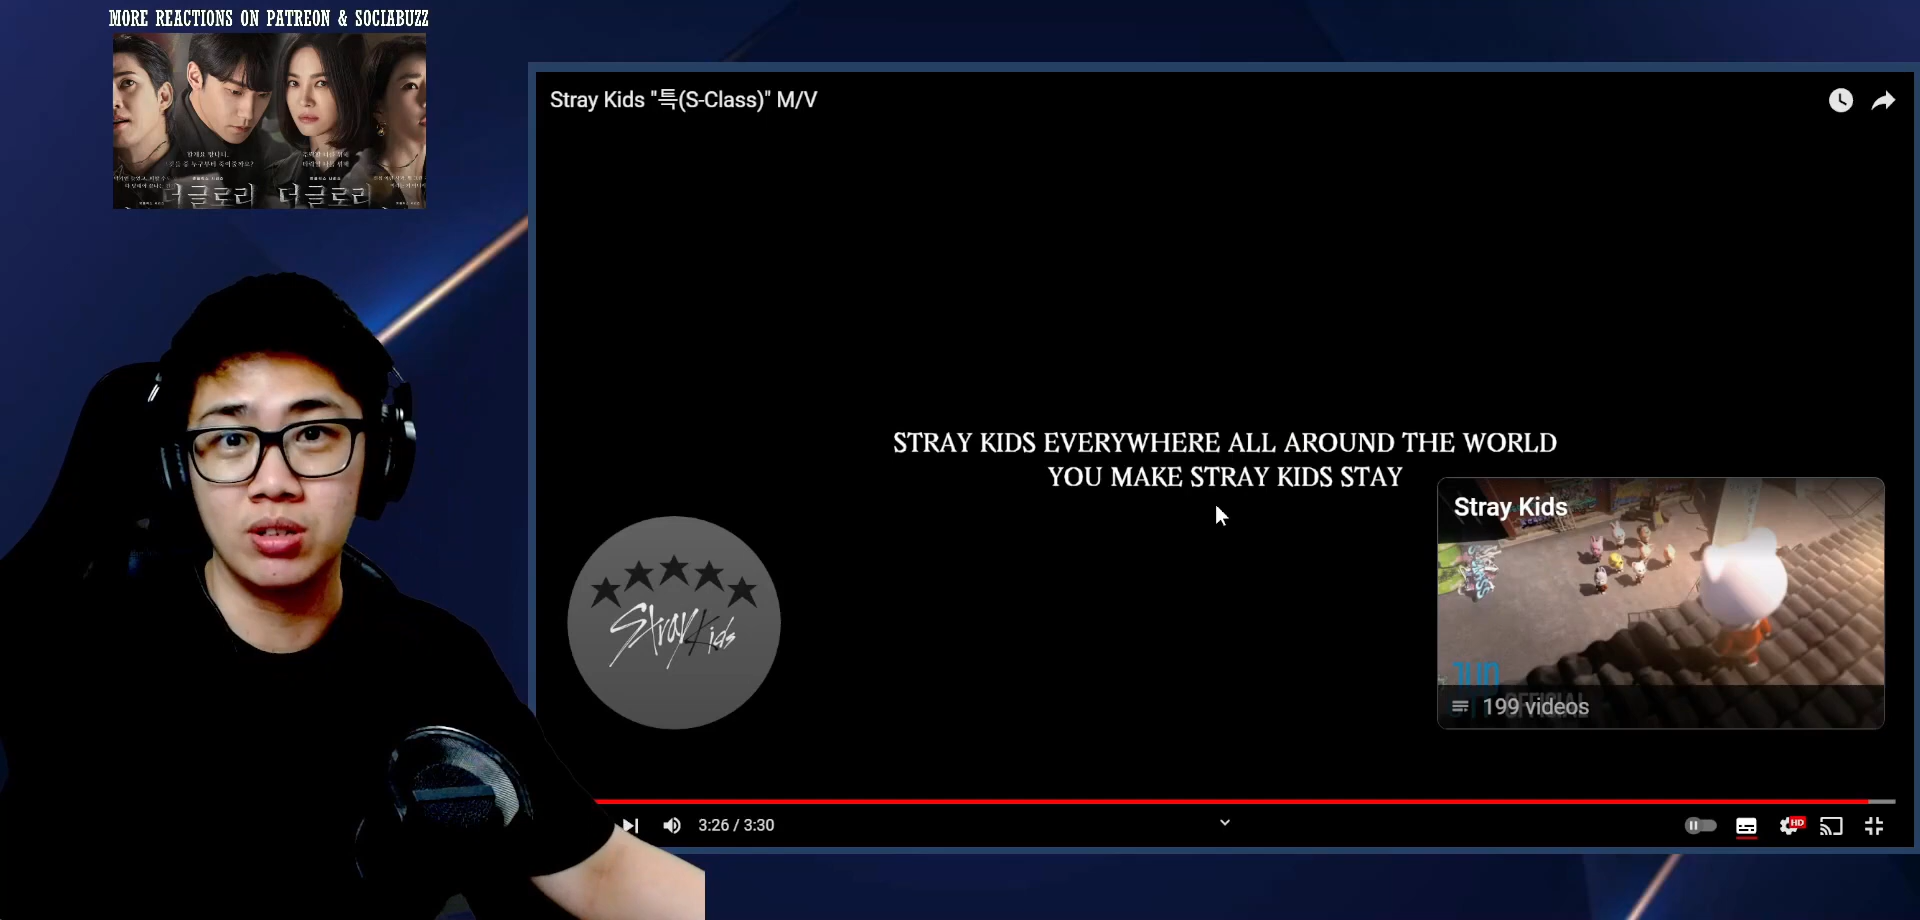 MORE REACTIONS ON PATREON & SOCIABUZZ
더 글로리 더 글로리
Stray Kids "특(S-Class)" M/V
STRAY KIDS EVERYWHERE ALL AROUND THE WORLD
YOU MAKE STRAY KIDS STAY
Stray Kids
Stray Kids
199 videos
OFFICIAL
3:26 / 3:30
HD